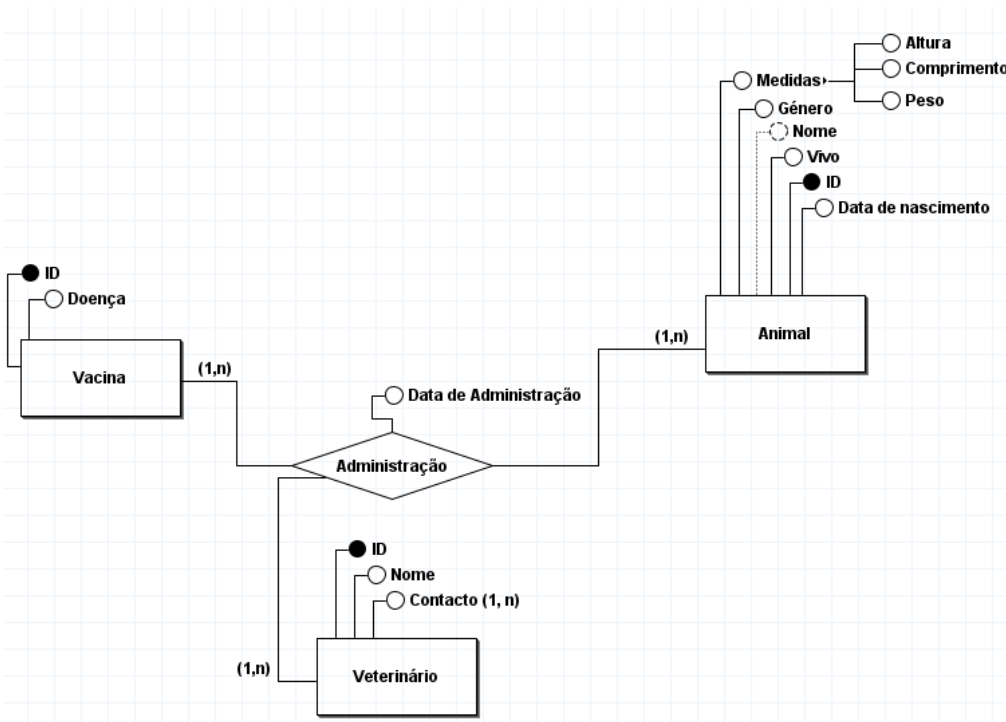 Altura
Medidas
Comprimento
Peso
Género
Nome
Vivo
ID
Data de nascimento
ID
Doença
Vacina
(1,n)
(1,n)
Animal
Data de Administração
Administração
ID
Nome
Contacto (1, n)
(1,n)
Veterinário